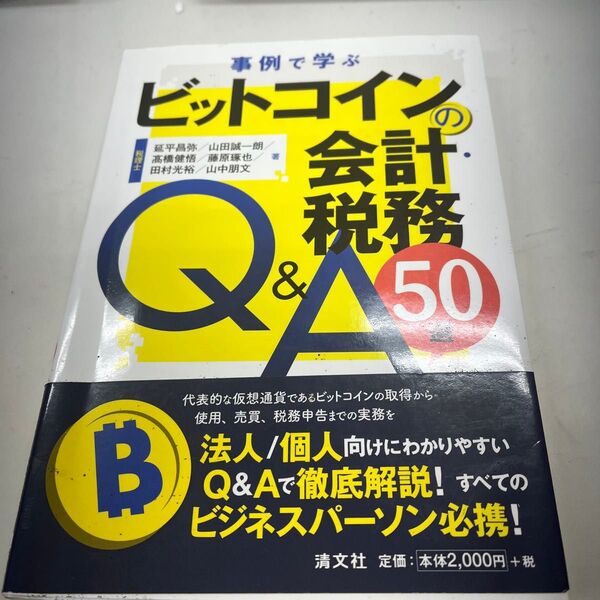 事例で学ぶ
ビットコインの
会計・
税務
税理士
延平昌弥／山田誠一朗／
髙橋健悟／藤原琢也／著
田村光裕／山中朋文
Q&A
50
代表的な仮想通貨であるビットコインの取得から
使用、売買、税務申告までの実務を
法人/個人向けにわかりやすい
Q&Aで徹底解説！すべての
ビジネスパーソン必携！
清文社 定価：本体2,000円＋税